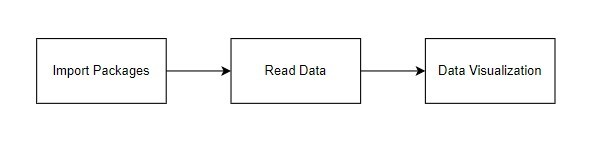 Import Packages
Read Data
Data Visualization